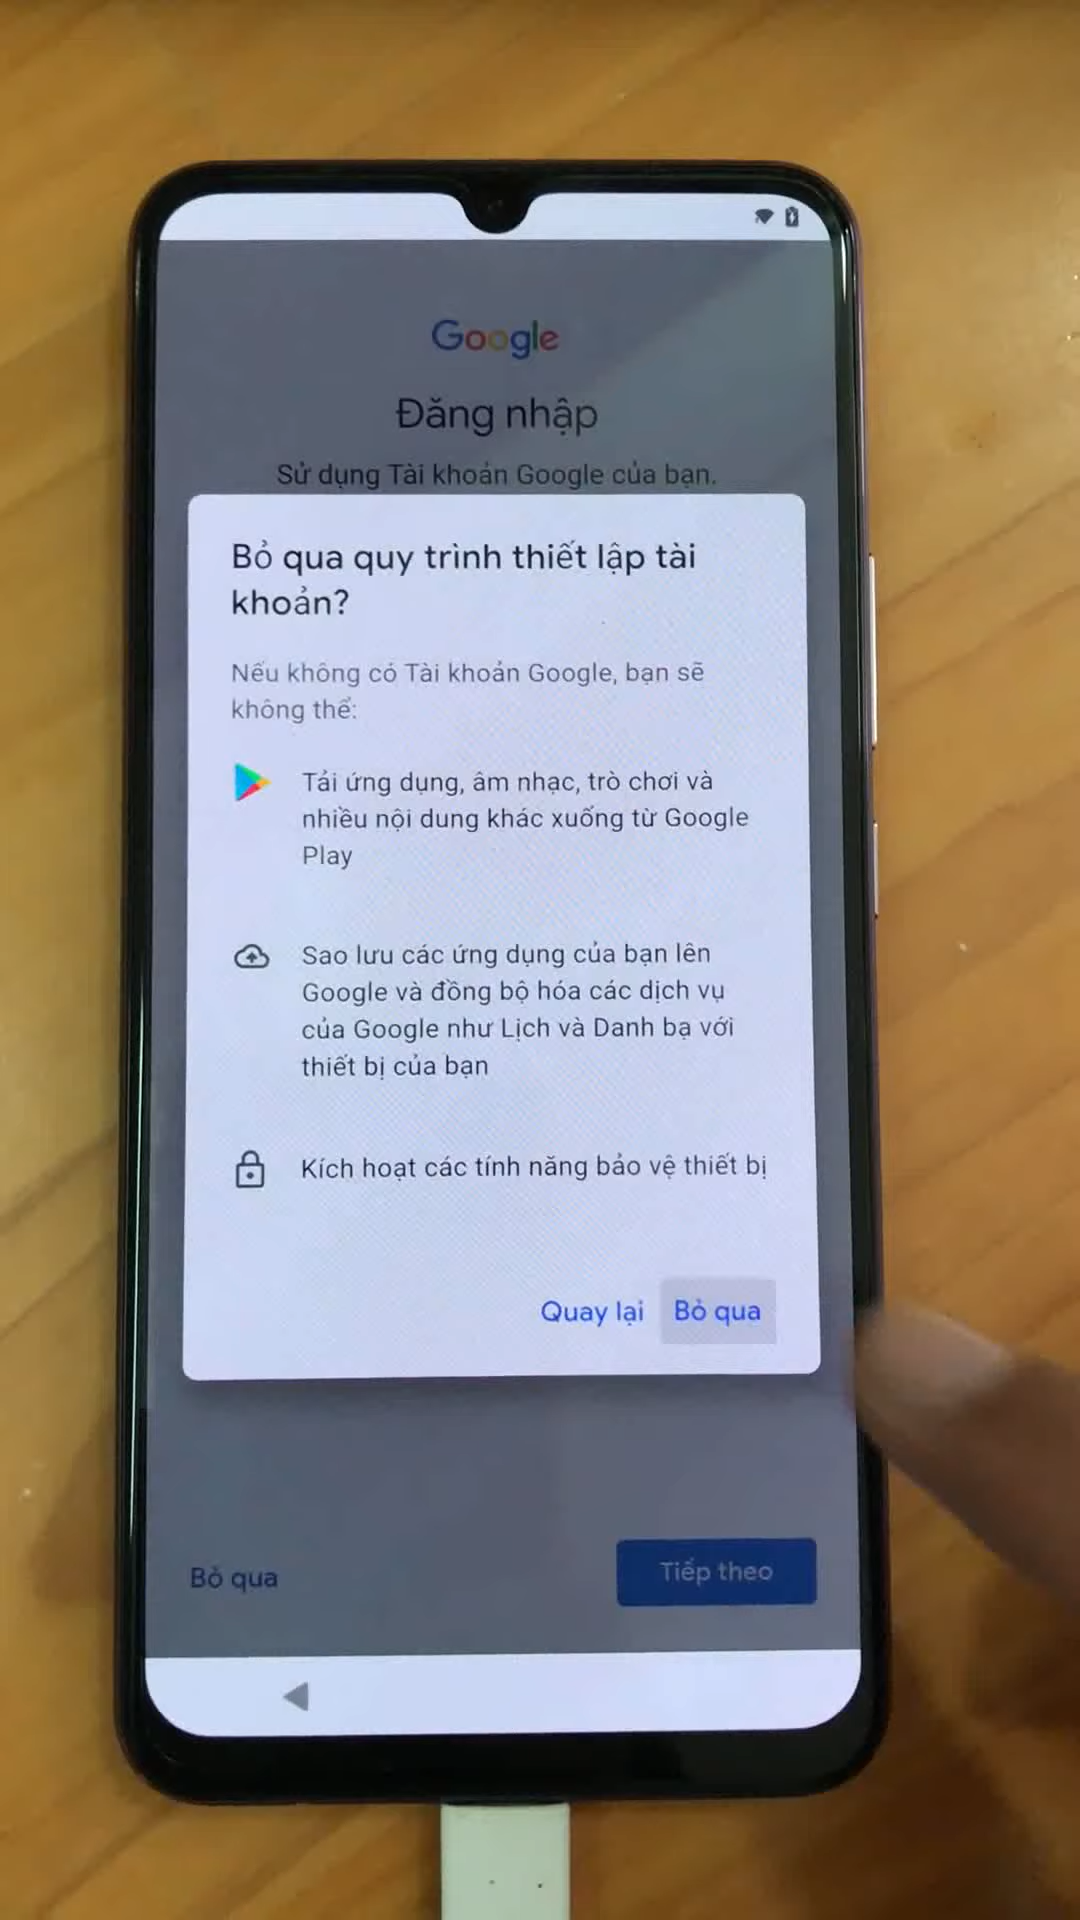 Google
Đăng nhập
Sử dụng Tài khoản Google của bạn.
Bỏ qua quy trình thiết lập tài
khoản?
Nếu không có Tài khoản Google, bạn sẽ
không thể:
Tải ứng dụng, âm nhạc, trò chơi và
nhiều nội dung khác xuống từ Google
Play
Sao lưu các ứng dụng của bạn lên
Google và đồng bộ hóa các dịch vụ
của Google như Lịch và Danh bạ với
thiết bị của bạn
Kích hoạt các tính năng bảo vệ thiết bị
Quay lại Bỏ qua
Bỏ qua Tiếp theo